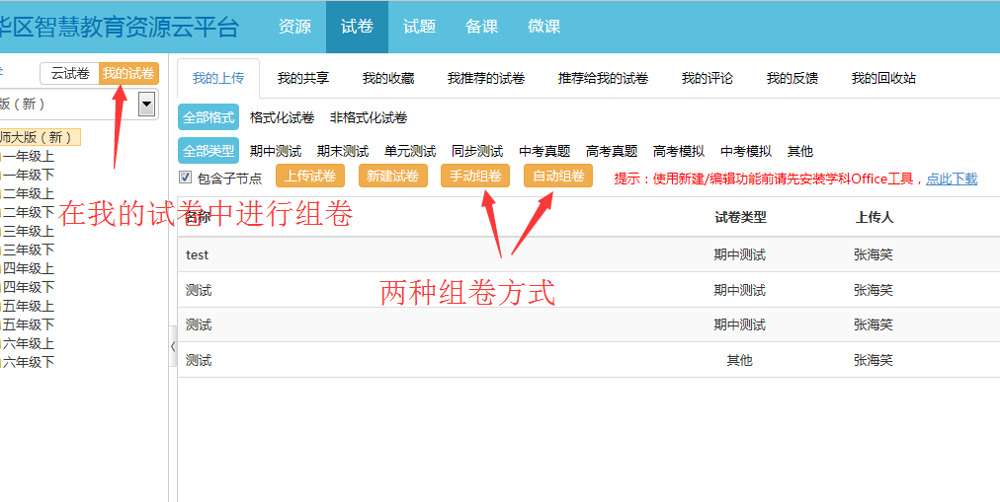 华区智慧教育资源云平台
资源 试卷 试题 备课 微课
云试卷 我的试卷
版（新）
师大版（新）
一年级上
一年级下
二年级上
二年级下
三年级上
三年级下
四年级上
四年级下
五年级上
五年级下
六年级上
六年级下
我的上传 我的共享 我的收藏 我推荐的试卷 推荐给我的试卷 我的评论 我的反馈 我的回收站
全部格式 格式化试卷 非格式化试卷
全部类型 期中测试 期末测试 单元测试 同步测试 中考真题 高考真题 高考模拟 中考模拟 其他
包含子节点 上传试卷 新建试卷 手动组卷 自动组卷 提示：使用新建/编辑功能前请先安装学科Office工具，点此下载
在我的试卷中进行组卷
名称 试卷类型 上传人
test 期中测试 张海笑
测试 期中测试 张海笑
两种组卷方式
测试 期中测试 张海笑
测试 其他 张海笑